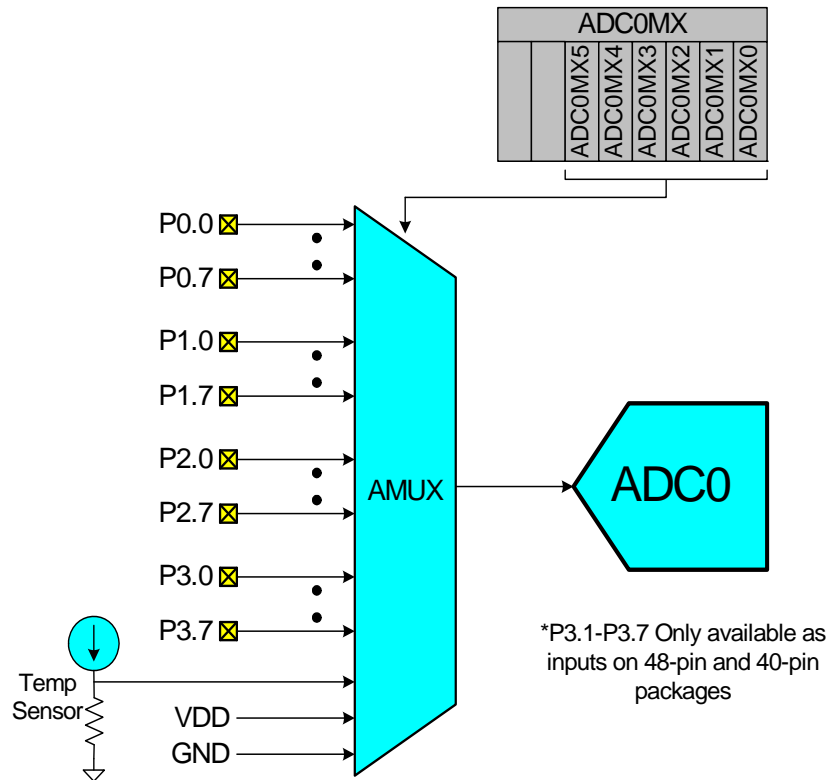 ADC0MX
ADC0MX5
ADC0MX4
ADC0MX3
ADC0MX2
ADC0MX1
ADC0MX0
P0.0
P0.7
P1.0
P1.7
P2.0
P2.7
P3.0
P3.7
AMUX
ADC0
*P3.1-P3.7 Only available as
inputs on 48-pin and 40-pin
packages
Temp
Sensor
VDD
GND